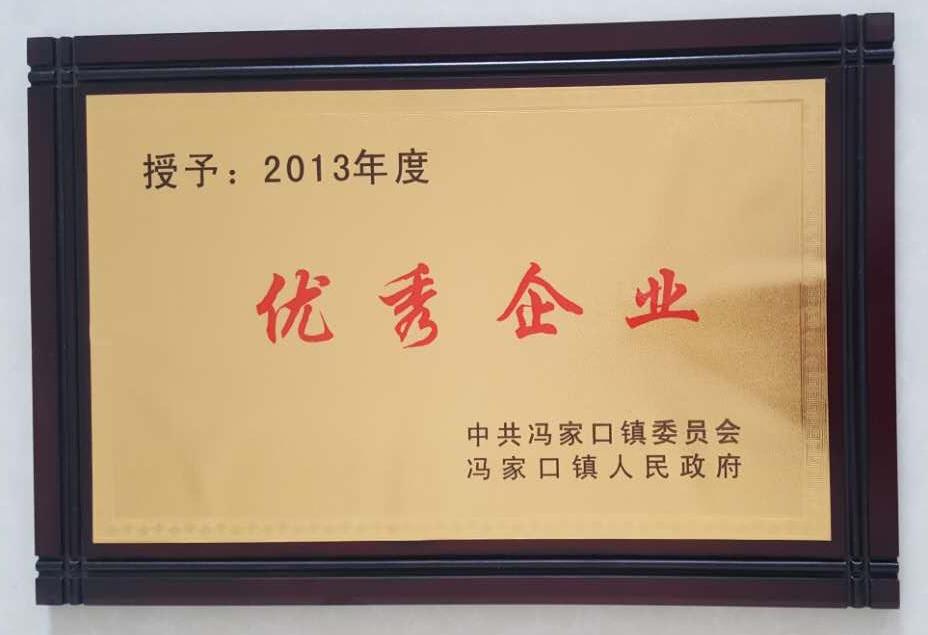 授予：2013年度
优秀企业
中共冯家口镇委员会
冯家口镇人民政府